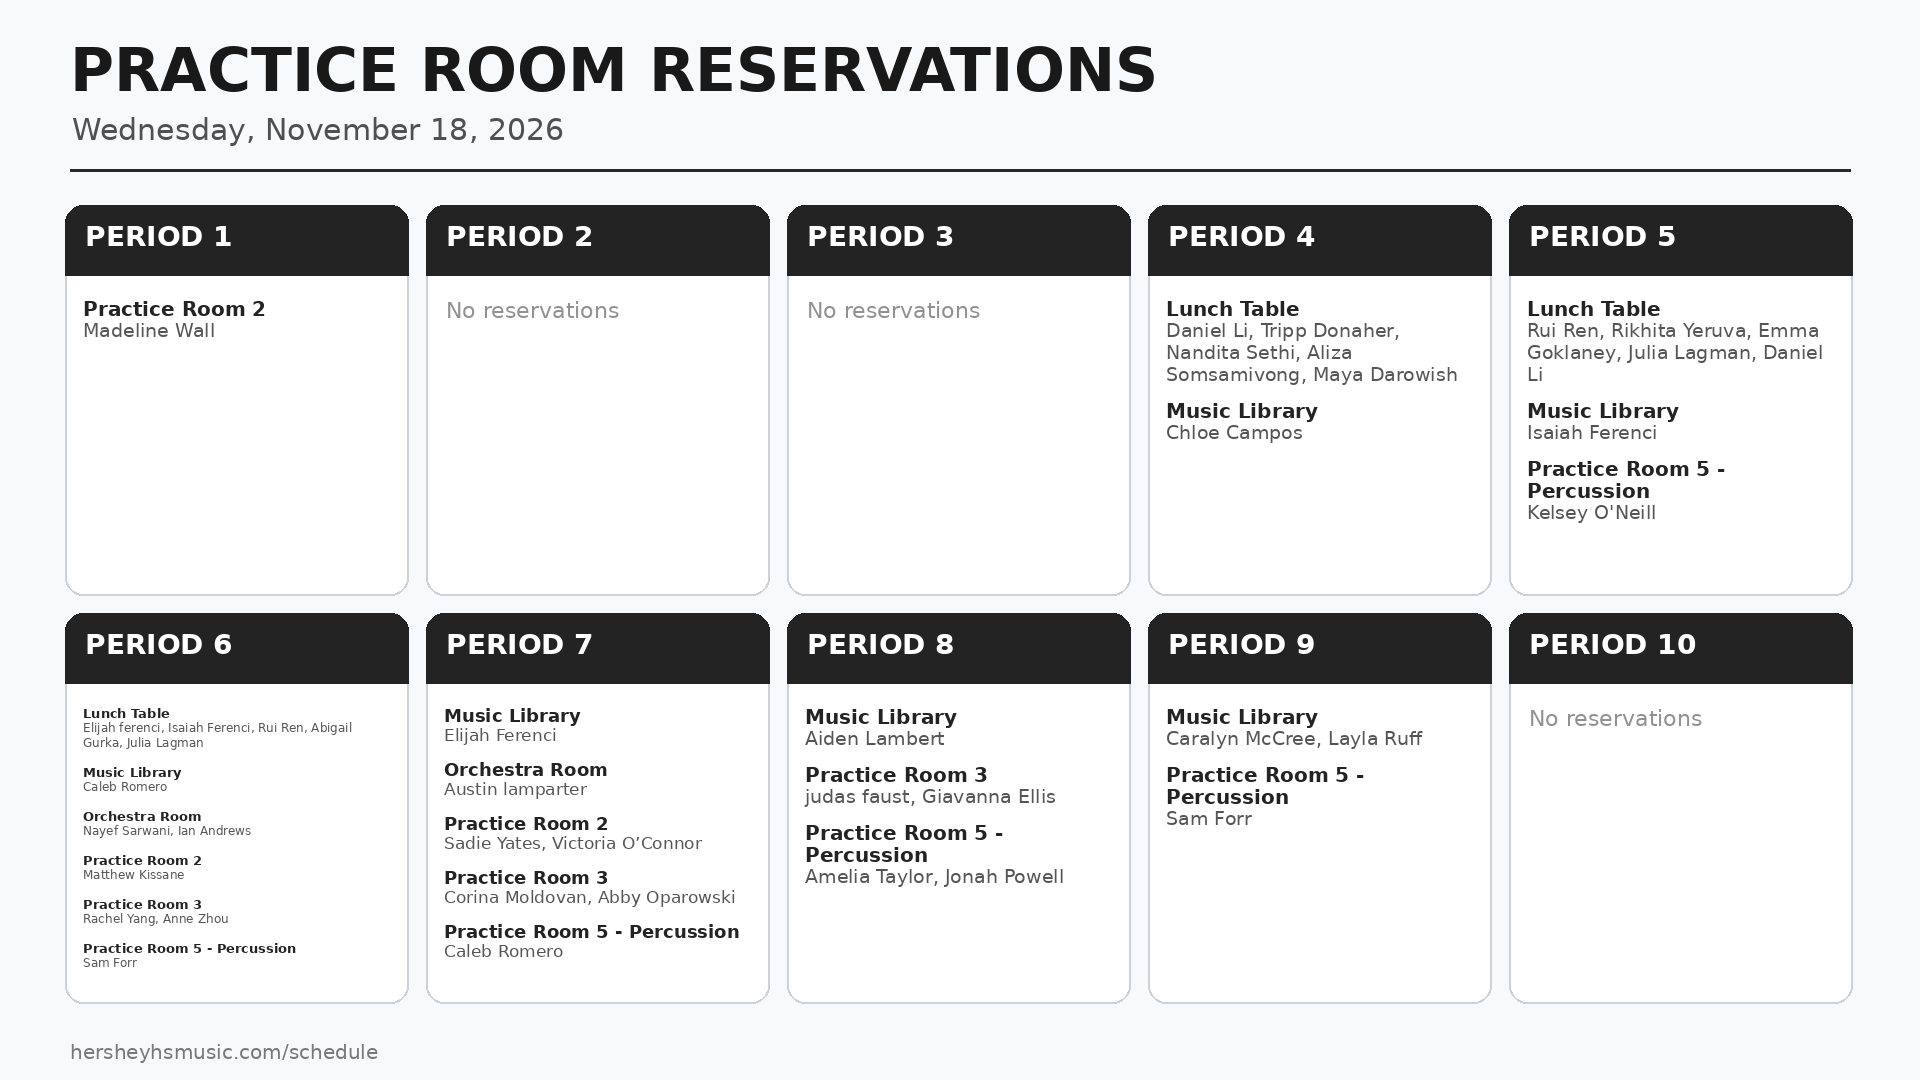 PRACTICE ROOM RESERVATIONS
Wednesday, November 18, 2026
PERIOD 1
Practice Room 2
Madeline Wall
PERIOD 2
No reservations
PERIOD 3
No reservations
PERIOD 4
Lunch Table
Daniel Li, Tripp Donaher,
Nandita Sethi, Aliza
Somsamivong, Maya Darowish
Music Library
Chloe Campos
PERIOD 5
Lunch Table
Rui Ren, Rikhita Yeruva, Emma
Goklaney, Julia Lagman, Daniel
Li
Music Library
Isaiah Ferenci
Practice Room 5 -
Percussion
Kelsey O'Neill
PERIOD 6
Lunch Table
Elijah ferenci, Isaiah Ferenci, Rui Ren, Abigail
Gurka, Julia Lagman
Music Library
Caleb Romero
Orchestra Room
Nayef Sarwani, Ian Andrews
Practice Room 2
Matthew Kissane
Practice Room 3
Rachel Yang, Anne Zhou
Practice Room 5 - Percussion
Sam Forr
PERIOD 7
Music Library
Elijah Ferenci
Orchestra Room
Austin lamparter
Practice Room 2
Sadie Yates, Victoria O’Connor
Practice Room 3
Corina Moldovan, Abby Oparowski
Practice Room 5 - Percussion
Caleb Romero
PERIOD 8
Music Library
Aiden Lambert
Practice Room 3
judas faust, Giavanna Ellis
Practice Room 5 -
Percussion
Amelia Taylor, Jonah Powell
PERIOD 9
Music Library
Caralyn McCree, Layla Ruff
Practice Room 5 -
Percussion
Sam Forr
PERIOD 10
No reservations
hersheyhsmusic.com/schedule